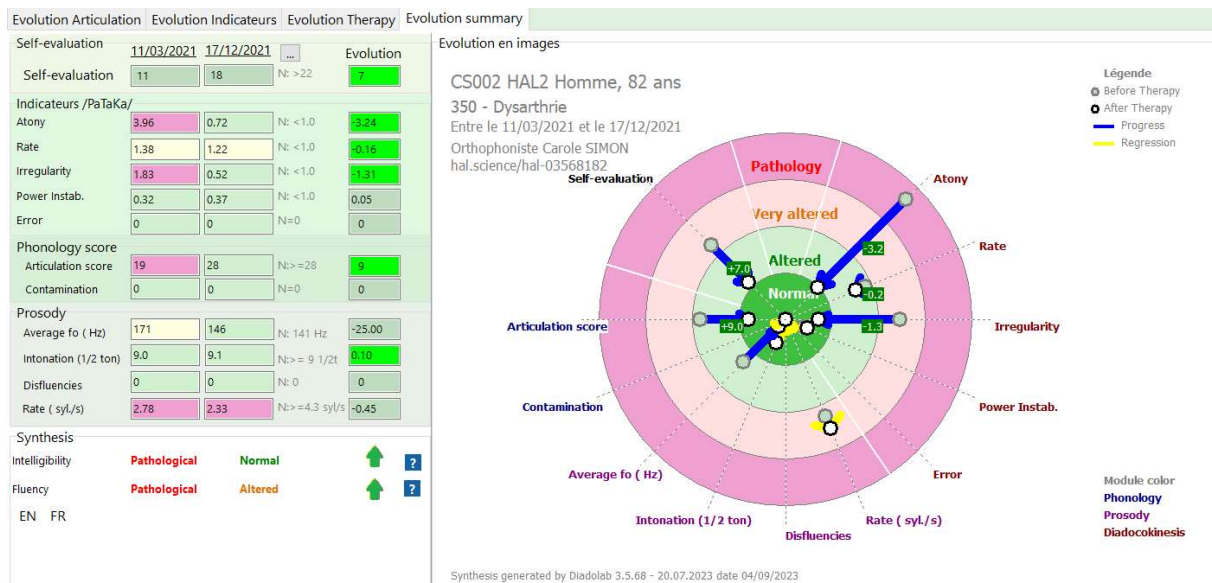 Evolution Articulation Evolution Indicateurs Evolution Therapy Evolution summary
Self-evaluation 11/03/2021 17/12/2021 ... Evolution
Self-evaluation 11 18 N: >22 7
Indicateurs /PaTaKa/
Atony 3.96 0.72 N: <1.0 -3.24
Rate 1.38 1.22 N: <1.0 -0.16
Irregularity 1.83 0.52 N: <1.0 -1.31
Power Instab. 0.32 0.37 N: <1.0 0.05
Error 0 0 N=0 0
Phonology score
Articulation score 19 28 N:>=28 9
Contamination 0 0 N=0 0
Prosody
Average fo ( Hz) 171 146 N: 141 Hz -25.00
Intonation (1/2 ton) 9.0 9.1 N:>= 9 1/2t 0.10
Disfluencies 0 0 N: 0 0
Rate ( syl./s) 2.78 2.33 N:>=4.3 syl/s -0.45
Synthesis
Intelligibility Pathological Normal ?
Fluency Pathological Altered ?
EN FR
Evolution en images
CS002 HAL2 Homme, 82 ans
350 - Dysarthrie
Entre le 11/03/2021 et le 17/12/2021
Orthophoniste Carole SIMON
hal.science/hal-03568182
Légende
Before Therapy
After Therapy
Progress
Regression
Pathology
Self-evaluation
Atony
Very altered
Rate
-3.2
Altered
+7.0
Normal
-0.2
Articulation score
+9.0
-1.3
Irregularity
Contamination
Power Instab.
Average fo ( Hz)
Error
Intonation (1/2 ton)
Rate ( syl./s)
Disfluencies
Module color
Phonology
Prosody
Diadocokinesis
Synthesis generated by Diadolab 3.5.68 - 20.07.2023 date 04/09/2023